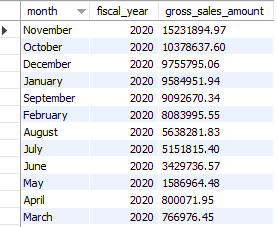 month fiscal_year gross_sales_amount
November 2020 15231894.97
October 2020 10378637.60
December 2020 9755795.06
January 2020 9584951.94
September 2020 9092670.34
February 2020 8083995.55
August 2020 5638281.83
July 2020 5151815.40
June 2020 3429736.57
May 2020 1586964.48
April 2020 800071.95
March 2020 766976.45